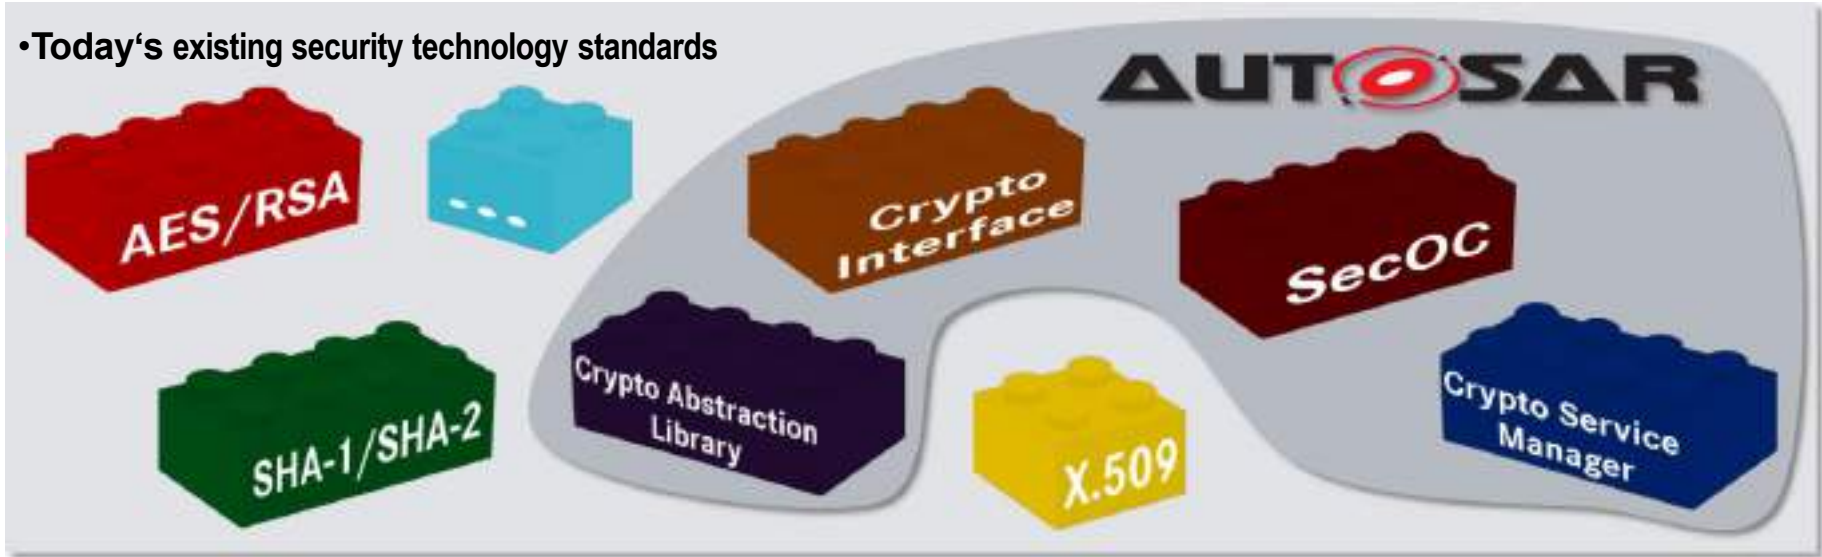 •Today‘s existing security technology standards
AUTOSAR
AES/RSA
...
Crypto
Interface
SecOC
SHA-1/SHA-2
Crypto Abstraction
Library
X.509
Crypto Service
Manager